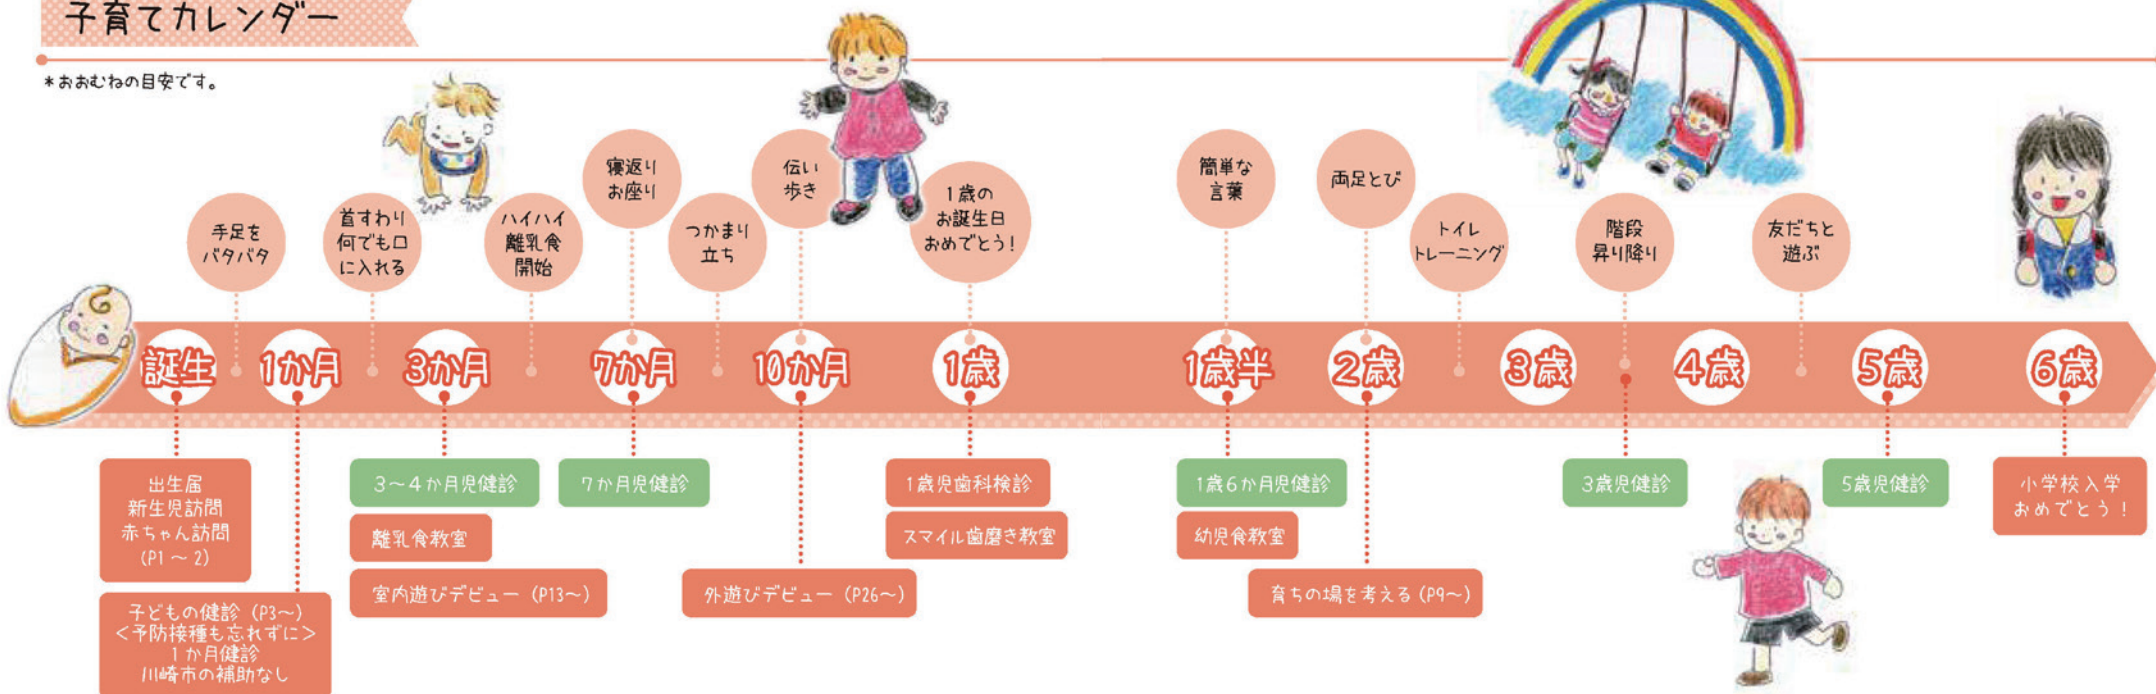 子育てカレンダー
*おおむねの目安です。
手足を
バタバタ
首すわり
何でも口
に入れる
ハイハイ
離乳食
開始
寝返り
お座り
つかまり
立ち
伝い
歩き
1歳の
お誕生日
おめでとう!
簡単な
言葉
両足とび
トイレ
トレーニング
階段
昇り降り
友だちと
遊ぶ
誕生
1か月
3か月
7か月
10か月
1歳
1歳半
2歳
3歳
4歳
5歳
6歳
出生届
新生児訪問
赤ちゃん訪問
(P1～2)
子どもの健診(P3～)
<予防接種も忘れずに>
1か月健診
川崎市の補助なし
3～4か月児健診
離乳食教室
室内遊びデビュー(P13～)
7か月児健診
外遊びデビュー(P26～)
1歳児歯科検診
スマイル歯磨き教室
1歳6か月児健診
幼児食教室
育ちの場を考える(P9～)
3歳児健診
5歳児健診
小学校入学
おめでとう!